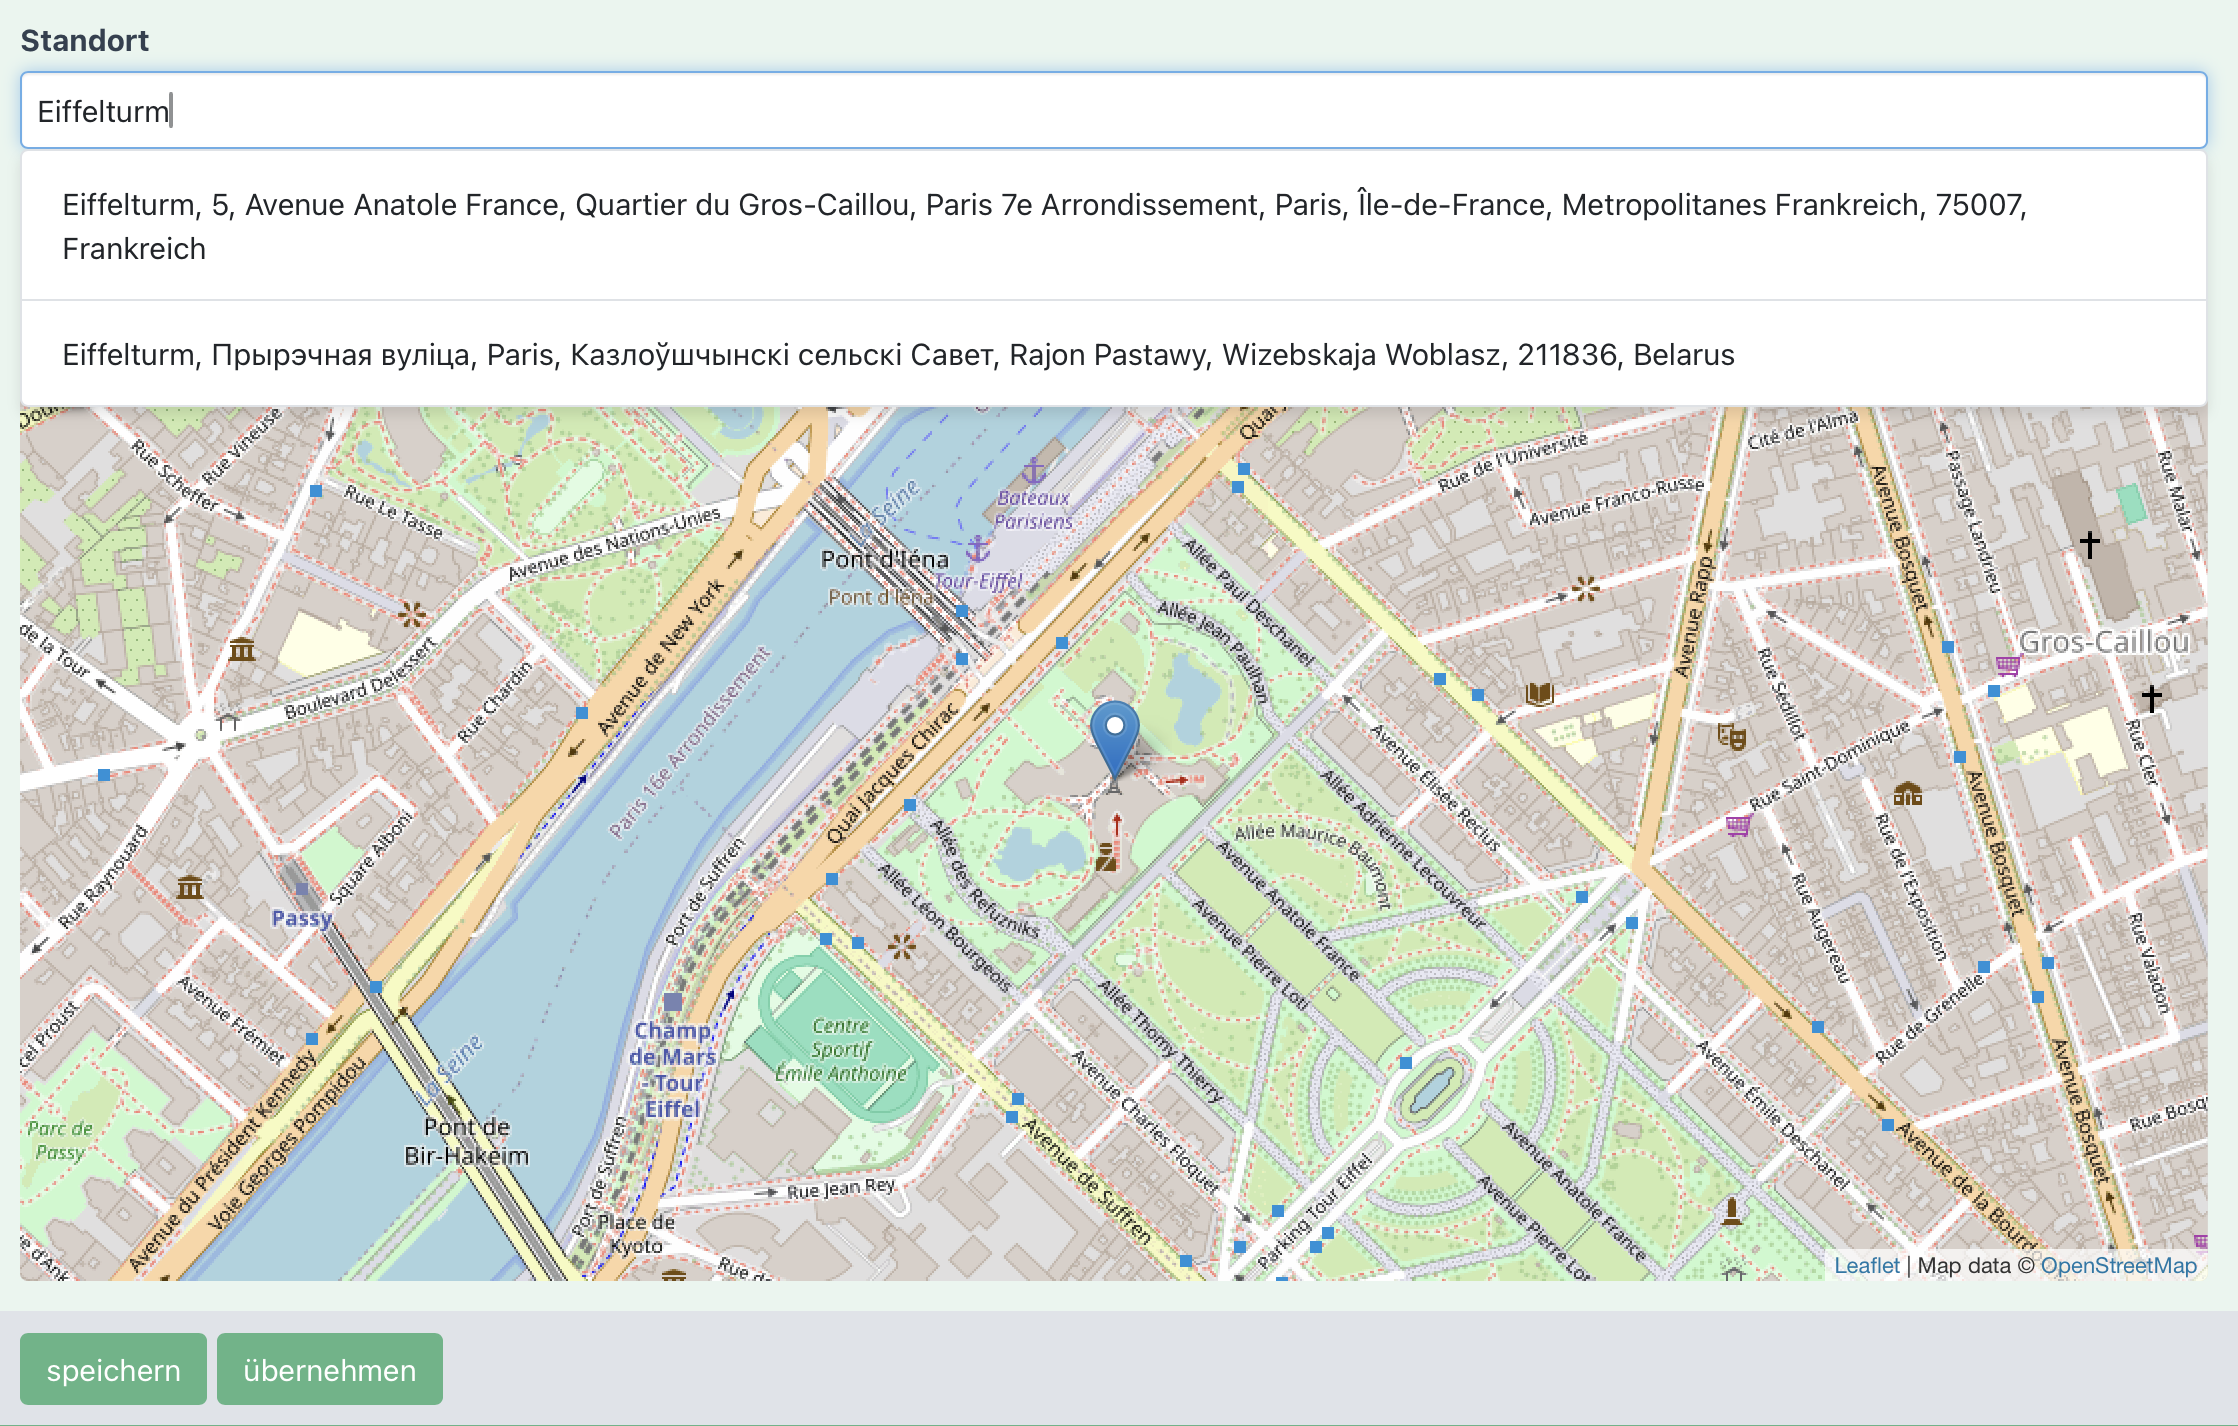 Standort
Eiffelturm
Eiffelturm, 5, Avenue Anatole France, Quartier du Gros-Caillou, Paris 7e Arrondissement, Paris, Île-de-France, Metropolitanes Frankreich, 75007,
Frankreich
Eiffelturm, Прырэчная вуліца, Paris, Казлоўшчынскі сельскі Савет, Rajon Pastawy, Wizebskaja Woblasz, 211836, Belarus
Rue Scheffer
Rue Vineuse
Rue Le Tasse
Avenue des Nations Unies
La Seine
Bateaux
Parisiens
Rue de l'Université
Avenue Franco-Russe
Cité de l'Alma
Avenue Bosquet
Passage Landrieu
Rue Malar
Pont d'Iéna
Pont d'Iéna
Tour-Eiffel
Allée Paul Deschanel
Allée Jean Paulhan
Avenue Rapp
Gros-Caillou
de la Tour
Boulevard Delessert
Rue Chardin
Avenue de New York
Paris 16e Arrondissement
Quai Jacques Chirac
Avenue Élisée Reclus
Rue Sédillot
Rue Saint-Dominique
Rue Cler
Allée Adrienne Lecouvreur
Allée Maurice Baumont
Avenue Bosquet
Rue Raynouard
Square Alboni
Passy
Port de Suffren
Allée des Refuzniks
Allée Léon Bourgeois
Avenue Anatole France
Avenue Pierre Loti
Rue Augereau
Rue de l'Exposition
Rue Valadon
Avenue Frémiet
Champ
de Mars
- Tour
Eiffel
Centre
Sportif
Émile Anthoine
Allée Thomy Thierry
Rue de Grenelle
Avenue du Président Kennedy
Voie Georges Pompidou
La Seine
Pont de
Bir-Hakeim
Parc de
Passy
Port de Suffren
Avenue Charles Floquet
Avenue de Suffren
Avenue Émile Deschanel
Avenue Bosquet
Rue Bosq
Rue Jean Rey
Place de
Kyoto
Parking Tour Eiffel
Avenue Anatole France
Avenue Pierre Lot
Avenue de la Bourd
Leaflet | Map data © OpenStreetMap
speichern
übernehmen